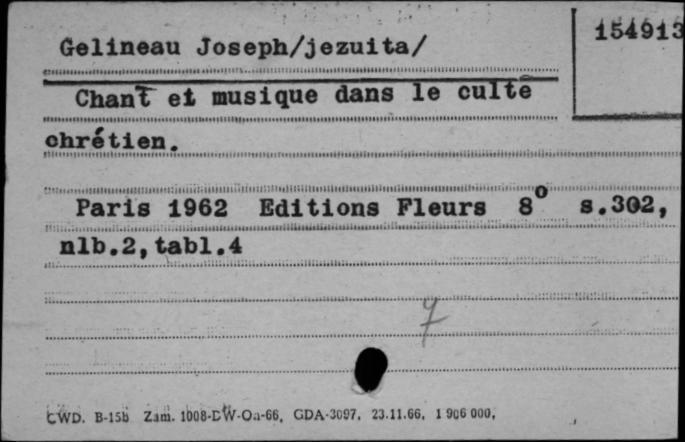 154913
Gelineau Joseph/jezuita/
Chant et musique dans le culte
chrétien.
Paris 1962 Editions Fleurs 8° s.302,
nlb.2,tabl.4
7
CWD. B-15b Zam. 1008-DW-Oa-66, GDA-3097, 23.11.66, 1 906 000,